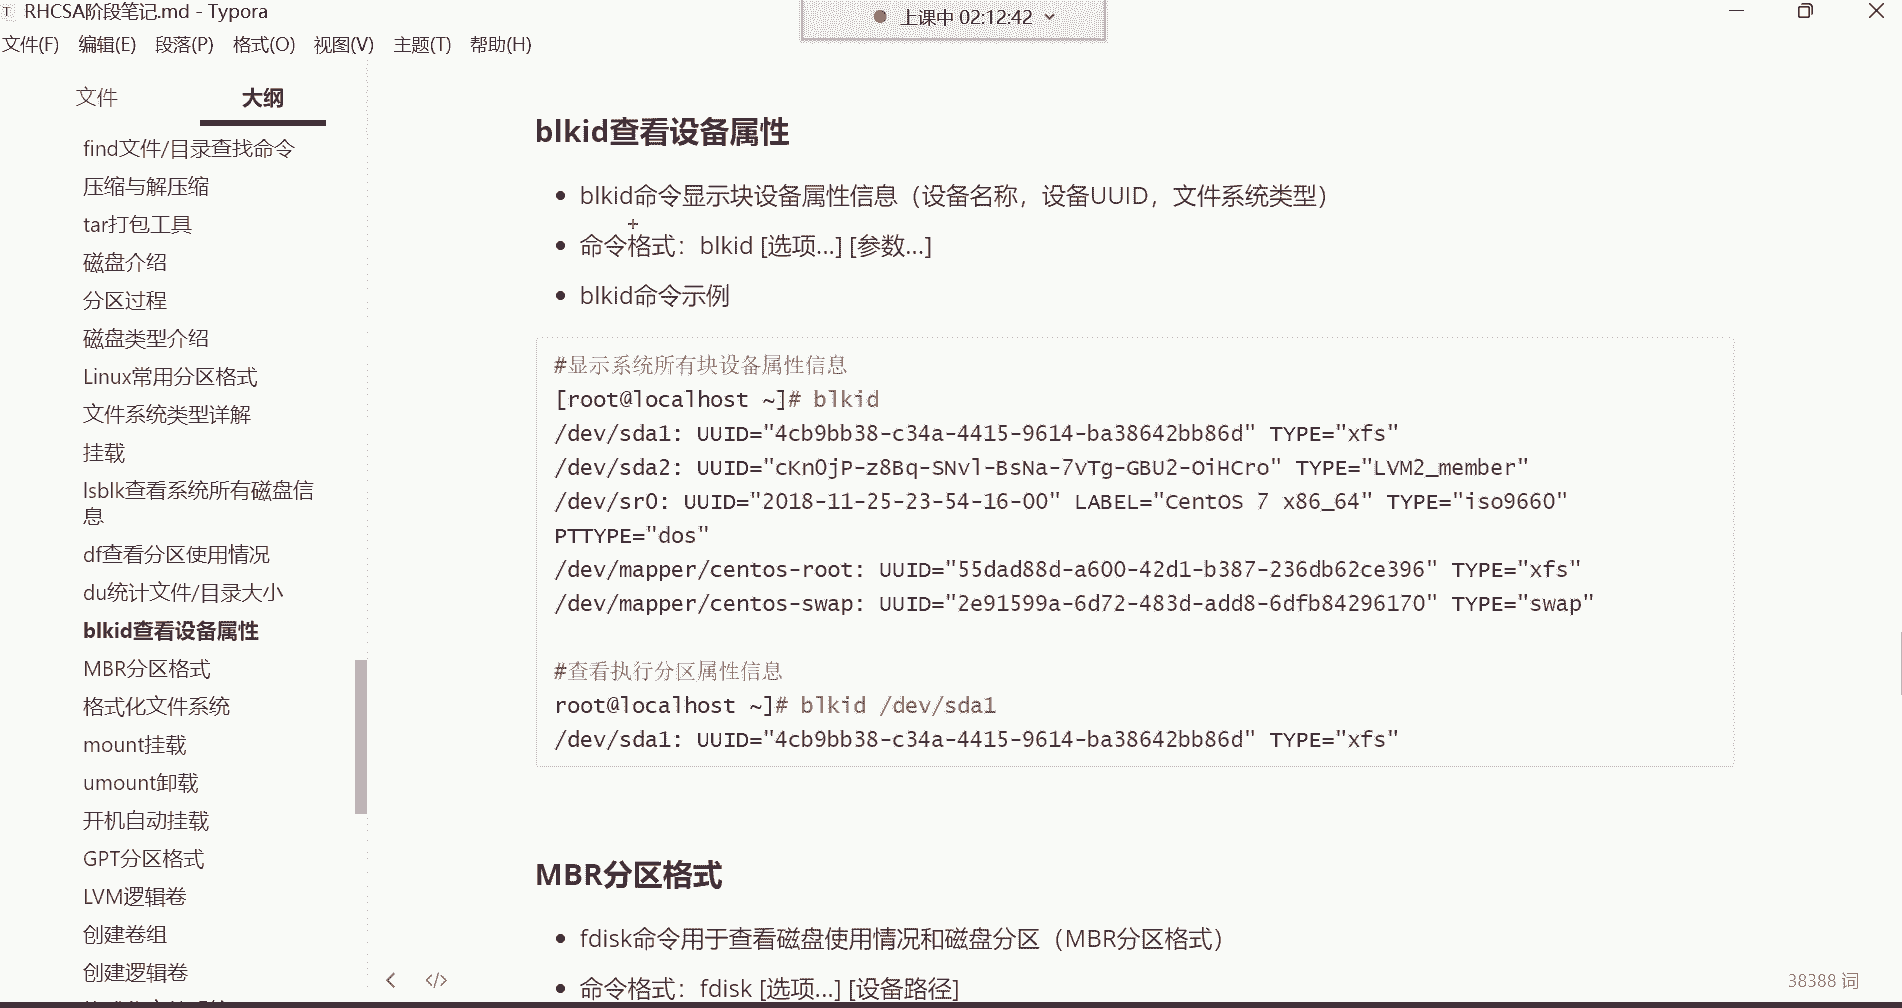 RHCSA阶段笔记.md - Typora
上课中 02:12:42
文件(F) 编辑(E) 段落(P) 格式(O) 视图(V) 主题(T) 帮助(H)
文件 大纲
find文件/目录查找命令
压缩与解压缩
tar打包工具
磁盘介绍
分区过程
磁盘类型介绍
Linux常用分区格式
文件系统类型详解
挂载
lsblk查看系统所有磁盘信
息
df查看分区使用情况
du统计文件/目录大小
blkid查看设备属性
MBR分区格式
格式化文件系统
mount挂载
umount卸载
开机自动挂载
GPT分区格式
LVM逻辑卷
创建卷组
创建逻辑卷
blkid查看设备属性
blkid命令显示块设备属性信息（设备名称，设备UUID，文件系统类型）
命令格式：blkid [选项...] [参数...]
blkid命令示例
#显示系统所有块设备属性信息
[root@localhost ~]# blkid
/dev/sda1: UUID="4cb9bb38-c34a-4415-9614-ba38642bb86d" TYPE="xfs"
/dev/sda2: UUID="cKn0jP-z8Bq-SNvl-BsNa-7vTg-GBU2-OiHCro" TYPE="LVM2_member"
/dev/sr0: UUID="2018-11-25-23-54-16-00" LABEL="CentOS 7 x86_64" TYPE="iso9660"
PTTYPE="dos"
/dev/mapper/centos-root: UUID="55dad88d-a600-42d1-b387-236db62ce396" TYPE="xfs"
/dev/mapper/centos-swap: UUID="2e91599a-6d72-483d-add8-6dfb84296170" TYPE="swap"
#查看执行分区属性信息
root@localhost ~]# blkid /dev/sda1
/dev/sda1: UUID="4cb9bb38-c34a-4415-9614-ba38642bb86d" TYPE="xfs"
MBR分区格式
fdisk命令用于查看磁盘使用情况和磁盘分区（MBR分区格式）
命令格式：fdisk [选项...] [设备路径]
38388 词